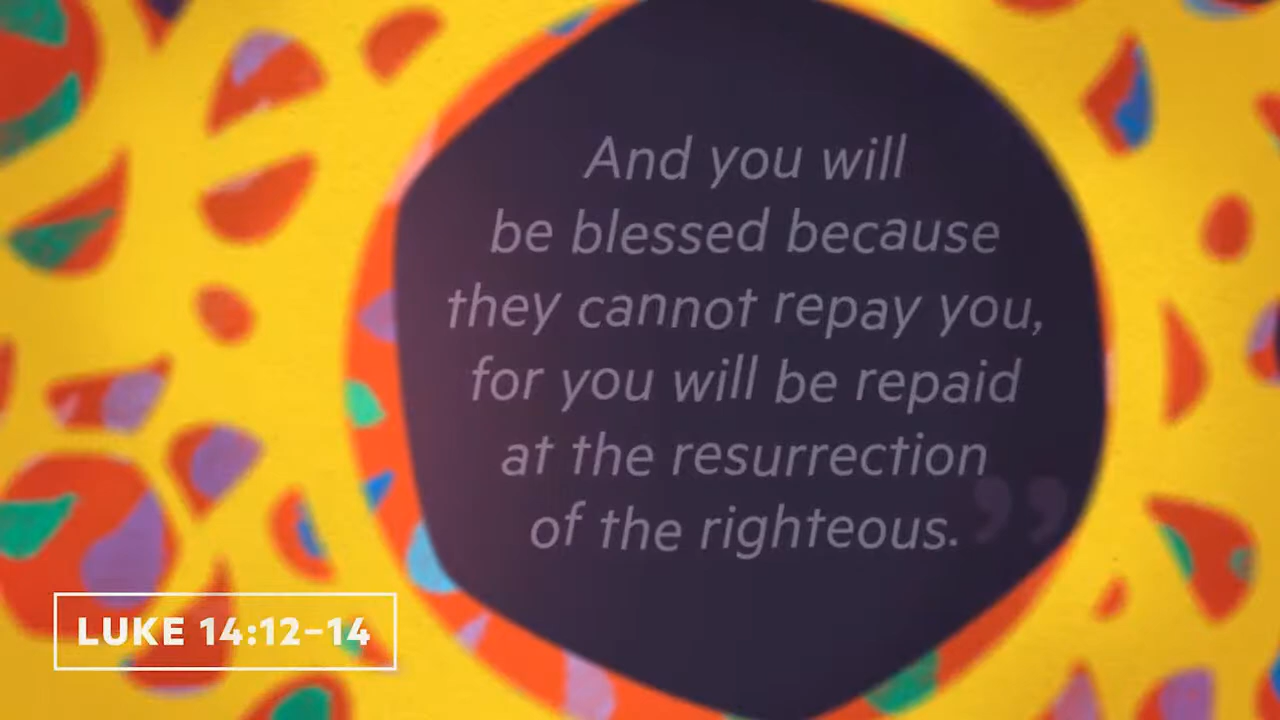 And you will
be blessed because
they cannot repay you,
for you will be repaid
at the resurrection
of the righteous.”
LUKE 14:12–14